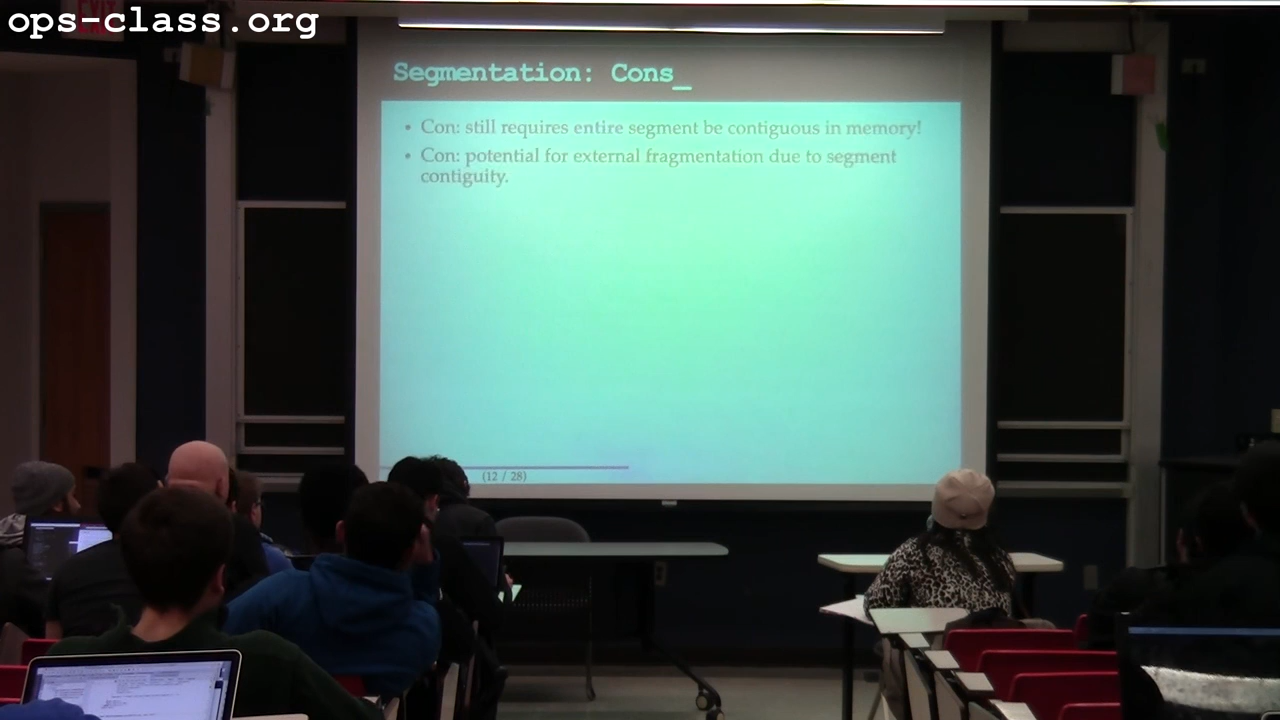 ops-class.org
EXIT
Segmentation: Cons_
• Con: still requires entire segment be contiguous in memory!
• Con: potential for external fragmentation due to segment
contiguity.
(12 / 28)